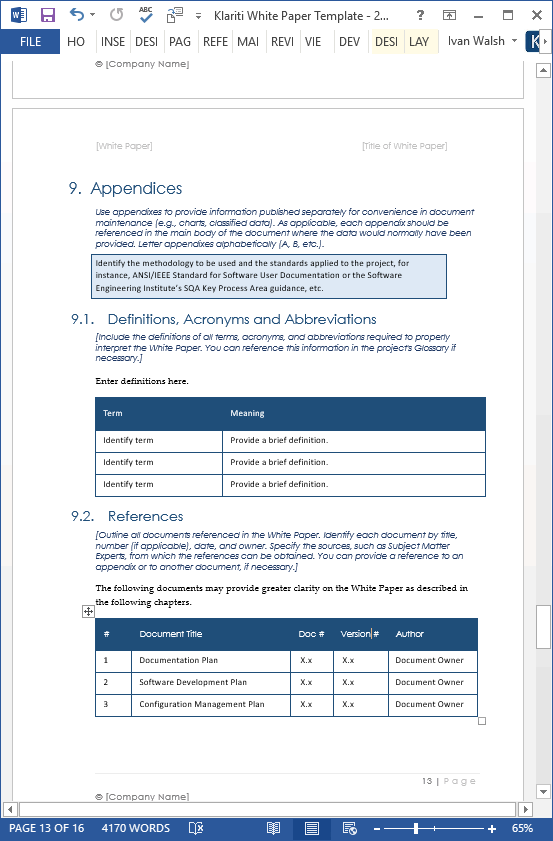 Klariti White Paper Template - 2...
ABC
FILE HO INSE DESI PAG REFE MAI REVI VIE DEV DESI LAY Ivan Walsh K
© [Company Name]
[White Paper] [Title of White Paper]
9. Appendices
Use appendixes to provide information published separately for convenience in document
maintenance (e.g., charts, classified data). As applicable, each appendix should be
referenced in the main body of the document where the data would normally have been
provided. Letter appendixes alphabetically (A, B, etc.).
Identify the methodology to be used and the standards applied to the project, for
instance, ANSI/IEEE Standard for Software User Documentation or the Software
Engineering Institute's SQA Key Process Area guidance, etc.
9.1. Definitions, Acronyms and Abbreviations
[Include the definitions of all terms, acronyms, and abbreviations required to properly
interpret the White Paper. You can reference this information in the project's Glossary if
necessary.]
Enter definitions here.
Term Meaning
Identify term Provide a brief definition.
Identify term Provide a brief definition.
Identify term Provide a brief definition.
9.2. References
[Outline all documents referenced in the White Paper. Identify each document by title,
number (if applicable), date, and owner. Specify the sources, such as Subject Matter
Experts, from which the references can be obtained. You can provide a reference to an
appendix or to another document, if necessary.]
The following documents may provide greater clarity on the White Paper as described in
the following chapters.
# Document Title Doc # Version# Author
1 Documentation Plan X.x X.x Document Owner
2 Software Development Plan X.x X.x Document Owner
3 Configuration Management Plan X.x X.x Document Owner
13 | Page
© [Company Name]
PAGE 13 OF 16 4170 WORDS 65%